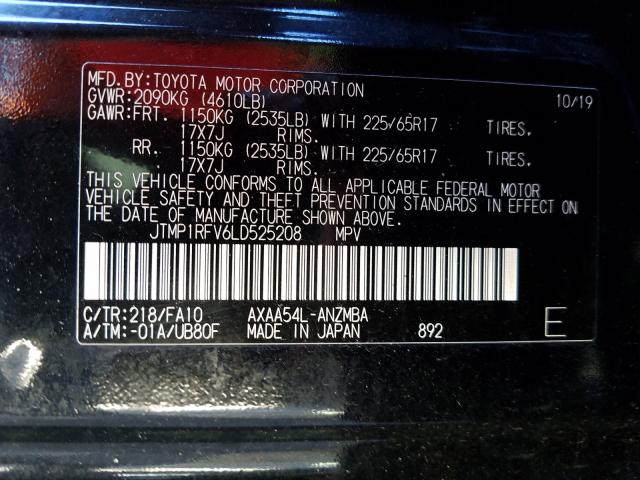 MFD.BY:TOYOTA MOTOR CORPORATION 10/19
GVWR:2090KG (4610LB)
GAWR:FRT. 1150KG (2535LB) WITH 225/65R17 TIRES.
17X7J RIMS.
RR. 1150KG (2535LB) WITH 225/65R17 TIRES.
17X7J RIMS.
THIS VEHICLE CONFORMS TO ALL APPLICABLE FEDERAL MOTOR
VEHICLE SAFETY AND THEFT PREVENTION STANDARDS IN EFFECT ON
THE DATE OF MANUFACTURE SHOWN ABOVE.
JTMP1RFV6LD525208 MPV
C/TR:218/FA10 AXAA54L-ANZMBA
A/TM:-01A/UB80F MADE IN JAPAN 892 E